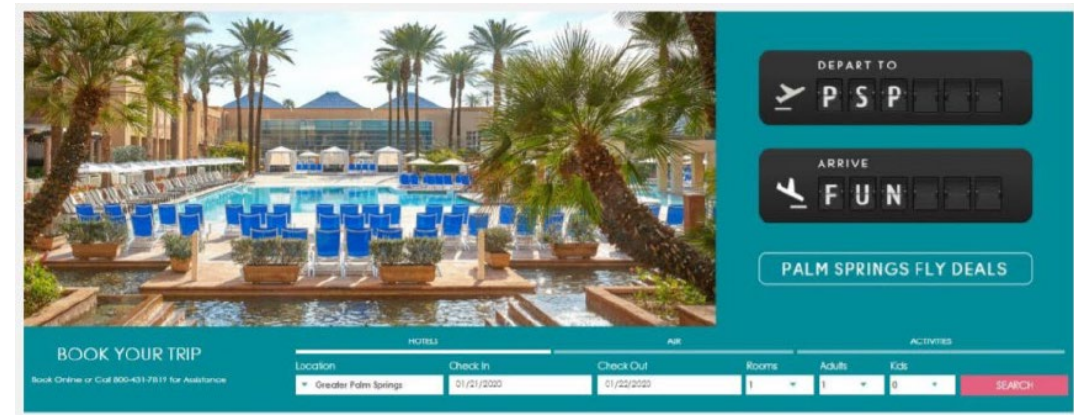 DEPART TO
PSP
ARRIVE
FUN
PALM SPRINGS FLY DEALS
BOOK YOUR TRIP
Book Online or Call 800-431-7819 for Assistance
HOTELS
AIR
ACTIVITIES
Location
Check In
Check Out
Rooms
Adults
Kids
Greater Palm Springs
01/21/2020
01/22/2020
1
1
0
SEARCH